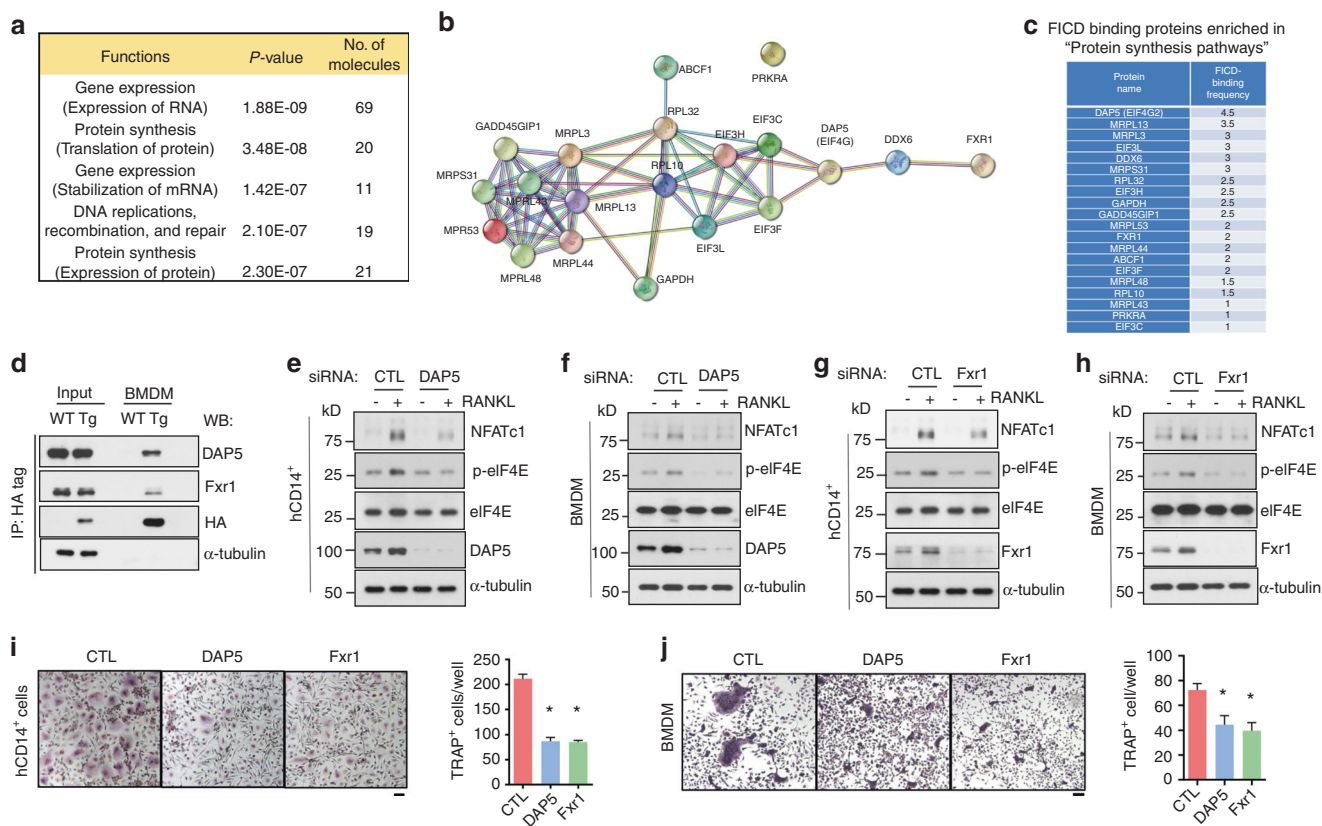 a
Functions P-value No. of molecules
Gene expression
(Expression of RNA) 1.88E-09 69
Protein synthesis
(Translation of protein) 3.48E-08 20
Gene expression
(Stabilization of mRNA) 1.42E-07 11
DNA replications,
recombination, and repair 2.10E-07 19
Protein synthesis
(Expression of protein) 2.30E-07 21
b
ABCF1
PRKRA
RPL32
GADD45GIP1
MRPL3
EIF3H
EIF3C
DAP5
(EIF4G)
DDX6
FXR1
RPL10
MRPS31
MPRL43
MRPL13
MPR53
EIF3L
EIF3F
MPRL48
MRPL44
GAPDH
c
FICD binding proteins enriched in
“Protein synthesis pathways”
Protein name FICD-binding frequency
DAP5 (EIF4G2) 4.5
MRPL13 3.5
MRPL3 3
EIF3L 3
DDX6 3
MRPS31 3
RPL32 2.5
EIF3H 2.5
GAPDH 2.5
GADD45GIP1 2.5
MRPL53 2
FXR1 2
MRPL44 2
ABCF1 2
EIF3F 2
MRPL48 1.5
RPL10 1.5
MRPL43 1
PRKRA 1
EIF3C 1
d
Input BMDM
WT Tg WT Tg WB:
IP: HA tag
DAP5
Fxr1
HA
α-tubulin
e
siRNA: CTL DAP5
kD - + - + RANKL
hCD14+
75 NFATc1
25 p-eIF4E
25 eIF4E
100 DAP5
50 α-tubulin
f
siRNA: CTL DAP5
kD - + - + RANKL
BMDM
75 NFATc1
25 p-eIF4E
25 eIF4E
100 DAP5
50 α-tubulin
g
siRNA: CTL Fxr1
kD - + - + RANKL
hCD14+
75 NFATc1
25 p-eIF4E
25 eIF4E
75 Fxr1
50 α-tubulin
h
siRNA: CTL Fxr1
kD - + - + RANKL
BMDM
75 NFATc1
25 p-eIF4E
25 eIF4E
75 Fxr1
50 α-tubulin
i
CTL DAP5 Fxr1
hCD14+ cells
TRAP+ cells/well
250
200
150
100
50
0
* *
CTL
DAP5
Fxr1
j
CTL DAP5 Fxr1
BMDM
TRAP+ cell/well
100
80
60
40
20
0
* *
CTL
DAP5
Fxr1